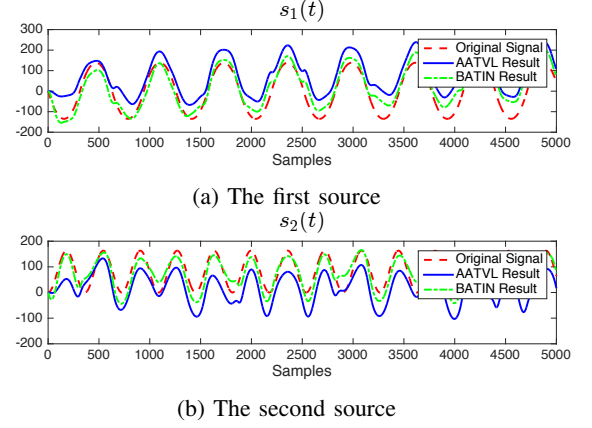 s₁(t)
300
200
100
0
-100
-200
0 500 1000 1500 2000 2500 3000 3500 4000 4500 5000
Samples
Original Signal
AATVL Result
BATIN Result
(a) The first source
s₂(t)
200
100
0
-100
-200
0 500 1000 1500 2000 2500 3000 3500 4000 4500 5000
Samples
Original Signal
AATVL Result
BATIN Result
(b) The second source